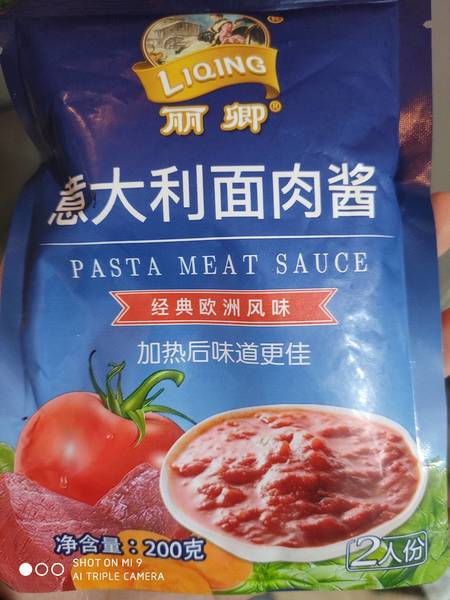 LIQING
丽卿
意大利面肉酱
PASTA MEAT SAUCE
经典欧洲风味
加热后味道更佳
净含量：200克
2人份
SHOT ON MI 9
AI TRIPLE CAMERA